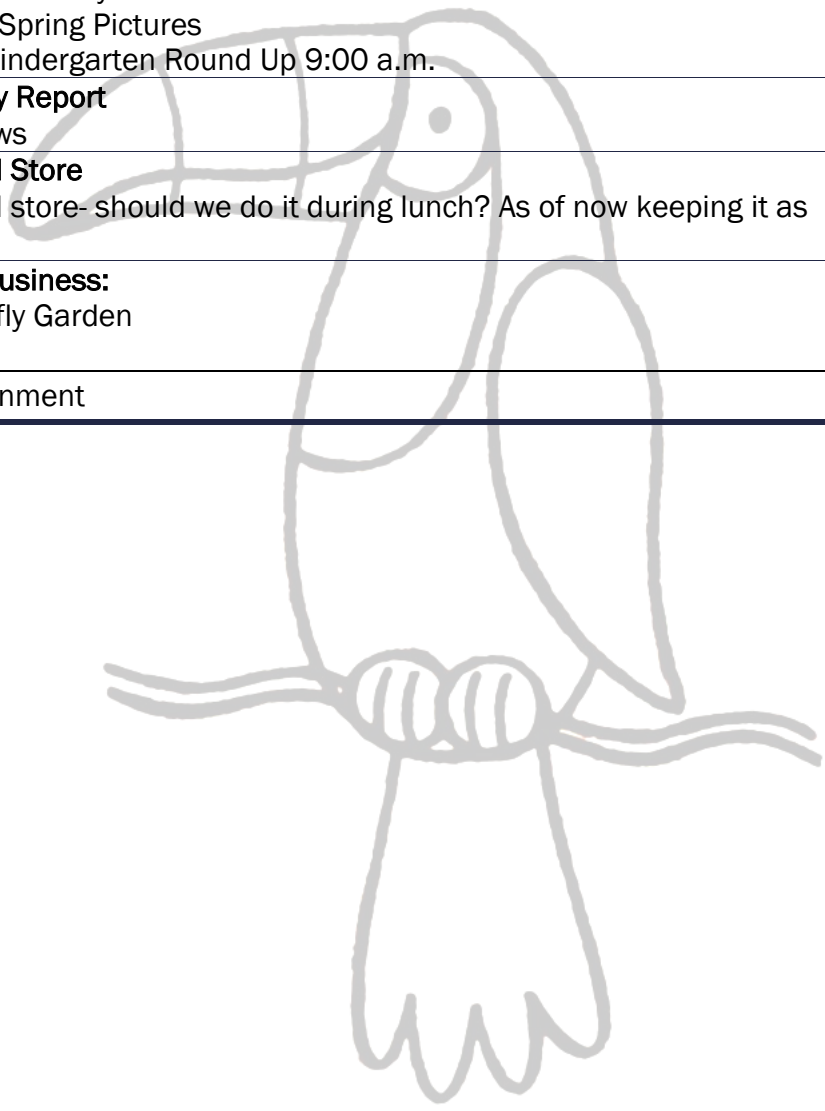 Spring Pictures
indergarten Round Up 9:00 a.m.
y Report
ws
l Store
l store- should we do it during lunch? As of now keeping it as
usiness:
fly Garden
nment